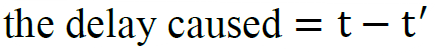 the delay caused = t − t′